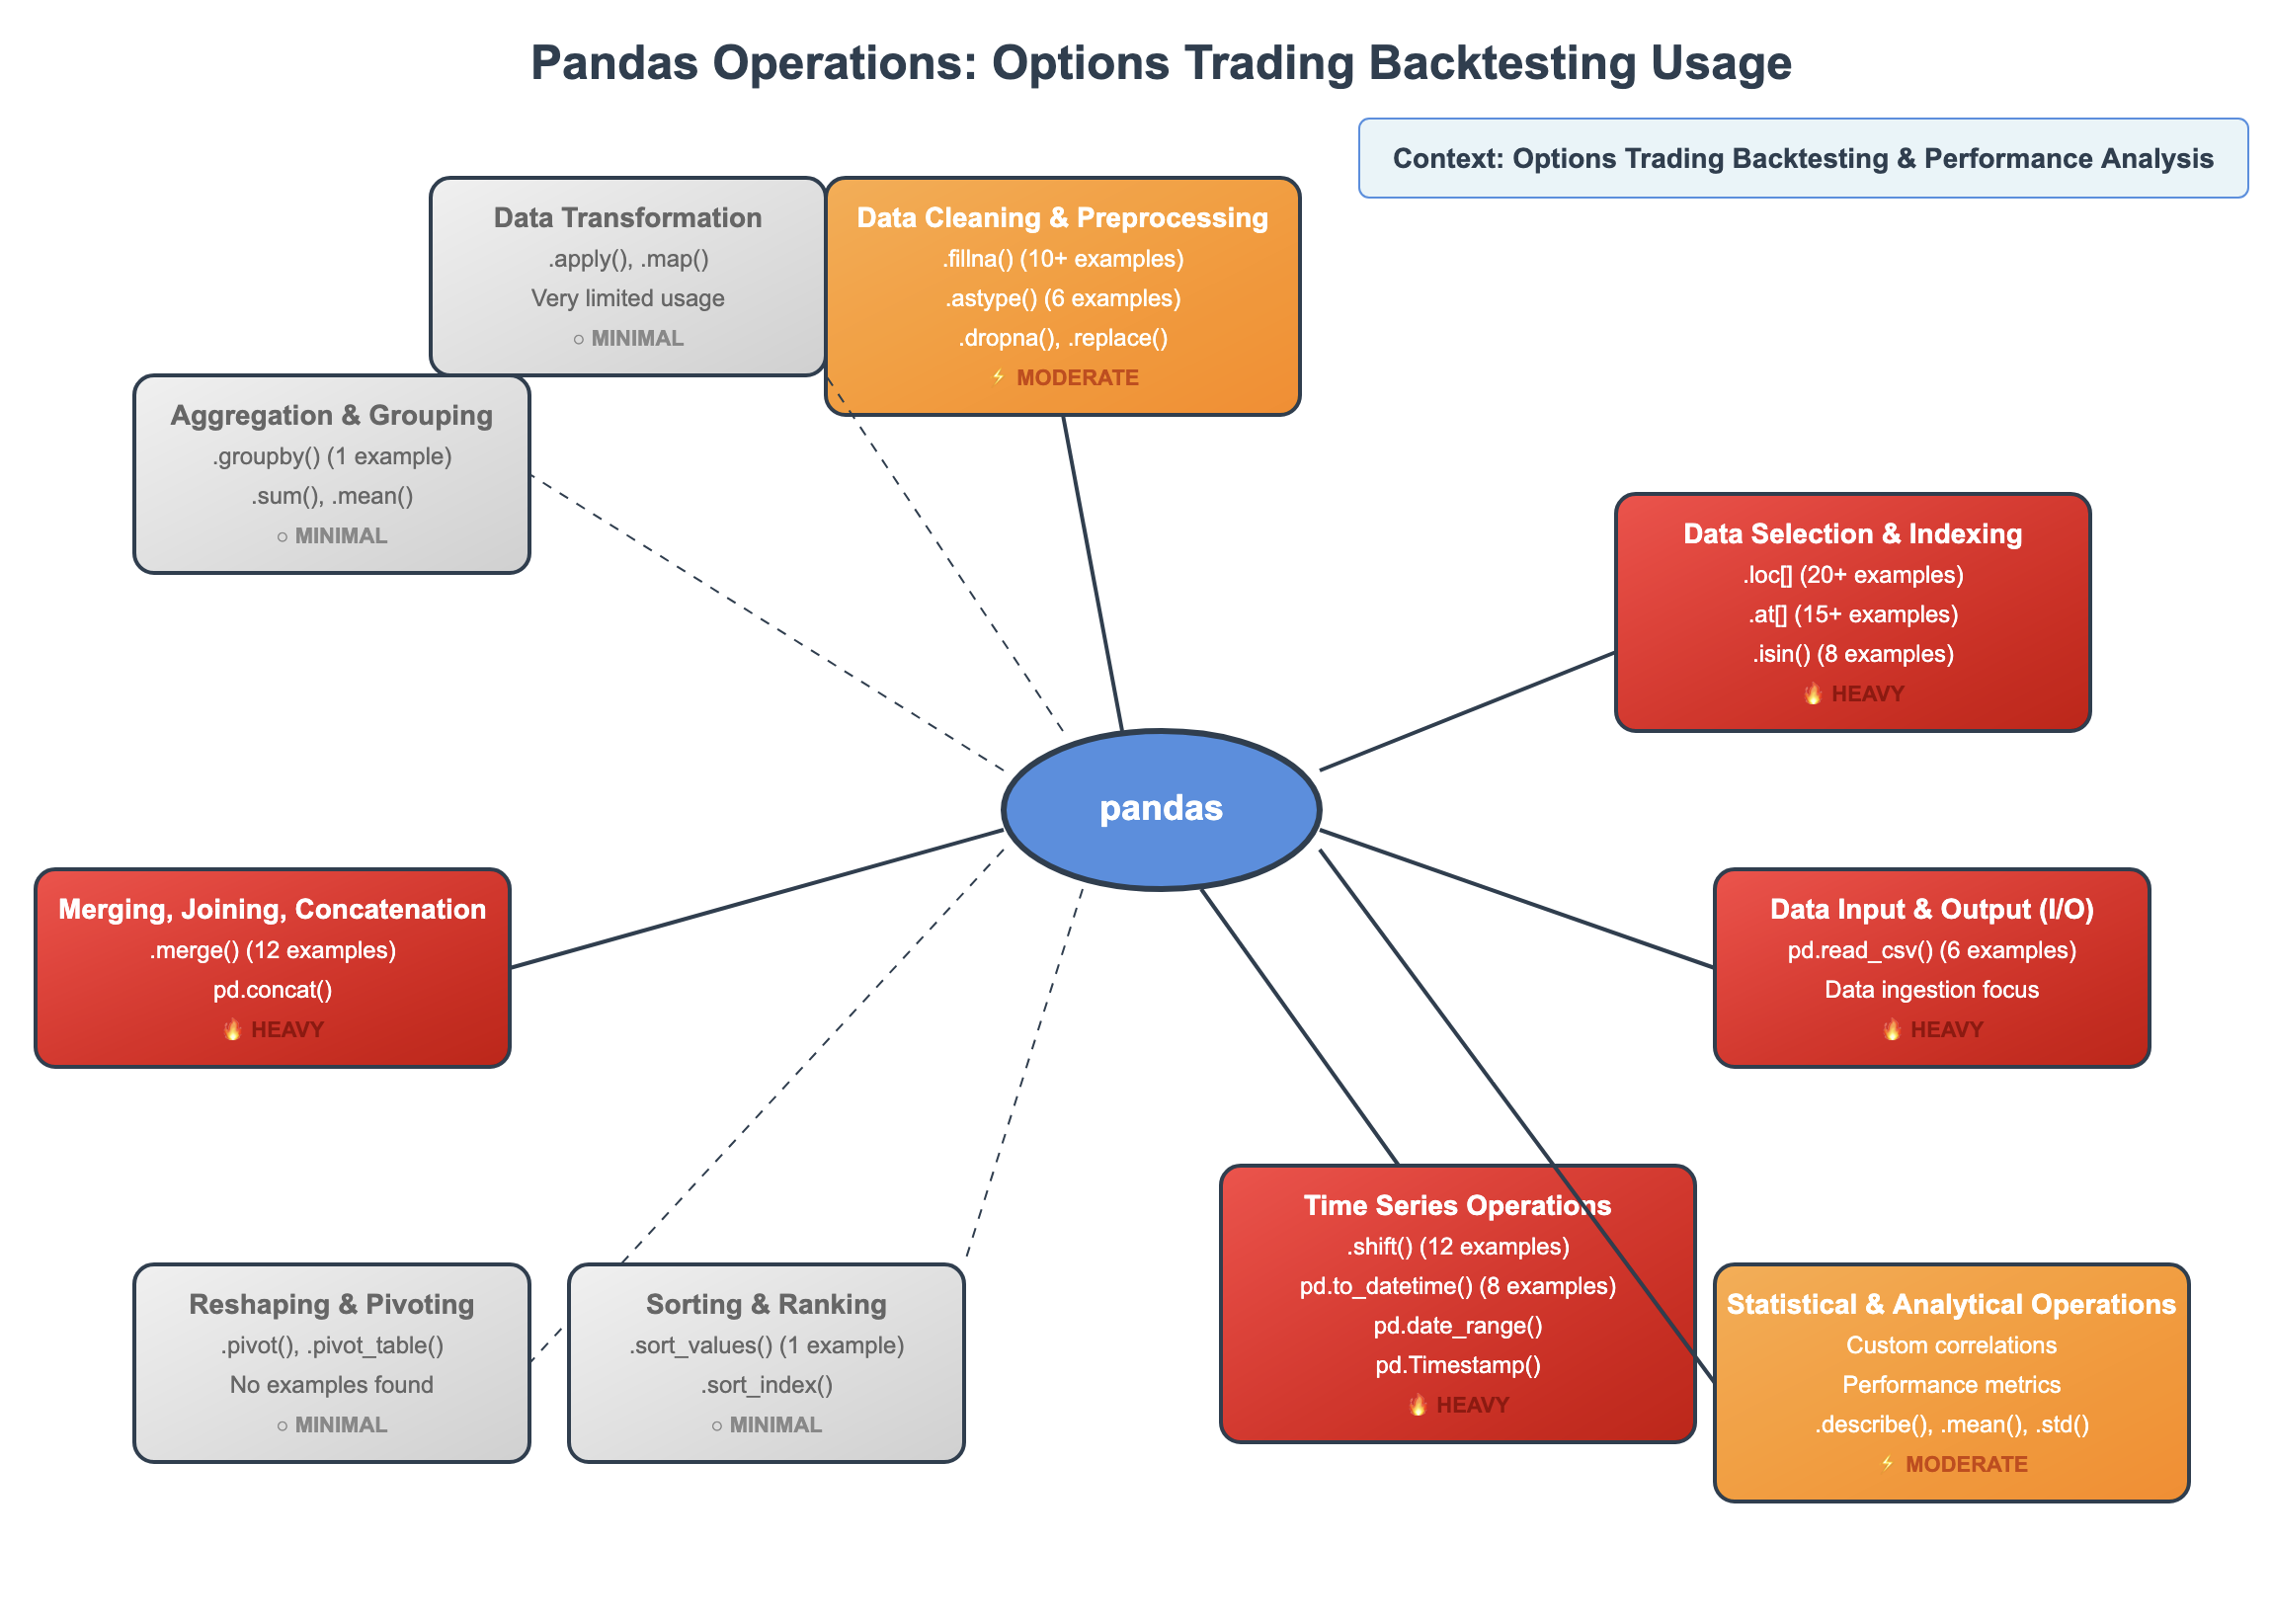 Pandas Operations: Options Trading Backtesting Usage
Context: Options Trading Backtesting & Performance Analysis
Data Transformation
.apply(), .map()
Very limited usage
○ MINIMAL
Data Cleaning & Preprocessing
.fillna() (10+ examples)
.astype() (6 examples)
.dropna(), .replace()
⚡ MODERATE
Aggregation & Grouping
.groupby() (1 example)
.sum(), .mean()
○ MINIMAL
Data Selection & Indexing
.loc[] (20+ examples)
.at[] (15+ examples)
.isin() (8 examples)
🔥 HEAVY
pandas
Merging, Joining, Concatenation
.merge() (12 examples)
pd.concat()
🔥 HEAVY
Data Input & Output (I/O)
pd.read_csv() (6 examples)
Data ingestion focus
🔥 HEAVY
Reshaping & Pivoting
.pivot(), .pivot_table()
No examples found
○ MINIMAL
Sorting & Ranking
.sort_values() (1 example)
.sort_index()
○ MINIMAL
Time Series Operations
.shift() (12 examples)
pd.to_datetime() (8 examples)
pd.date_range()
pd.Timestamp()
🔥 HEAVY
Statistical & Analytical Operations
Custom correlations
Performance metrics
.describe(), .mean(), .std()
⚡ MODERATE